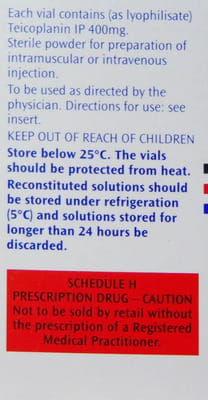 Each vial contains (as lyophilisate)
Teicoplanin IP 400mg.
Sterile powder for preparation of
intramuscular or intravenous
injection.
To be used as directed by the
physician. Directions for use: see
insert.
KEEP OUT OF REACH OF CHILDREN
Store below 25°C. The vials
should be protected from heat.
Reconstituted solutions should
be stored under refrigeration
(5°C) and solutions stored for
longer than 24 hours be
discarded.
SCHEDULE H
PRESCRIPTION DRUG – CAUTION
Not to be sold by retail without
the prescription of a Registered
Medical Practitioner.